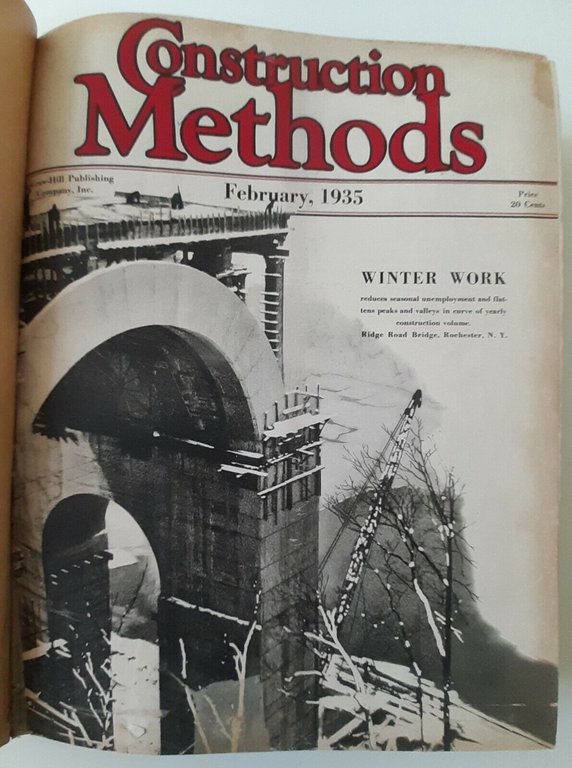 Construction
Methods
Hill Publishing
Company, Inc.
February, 1935
Price
20 Cents
WINTER WORK
reduces seasonal unemployment and flat-
tens peaks and valleys in curve of yearly
construction volume.
Ridge Road Bridge, Rochester, N. Y.